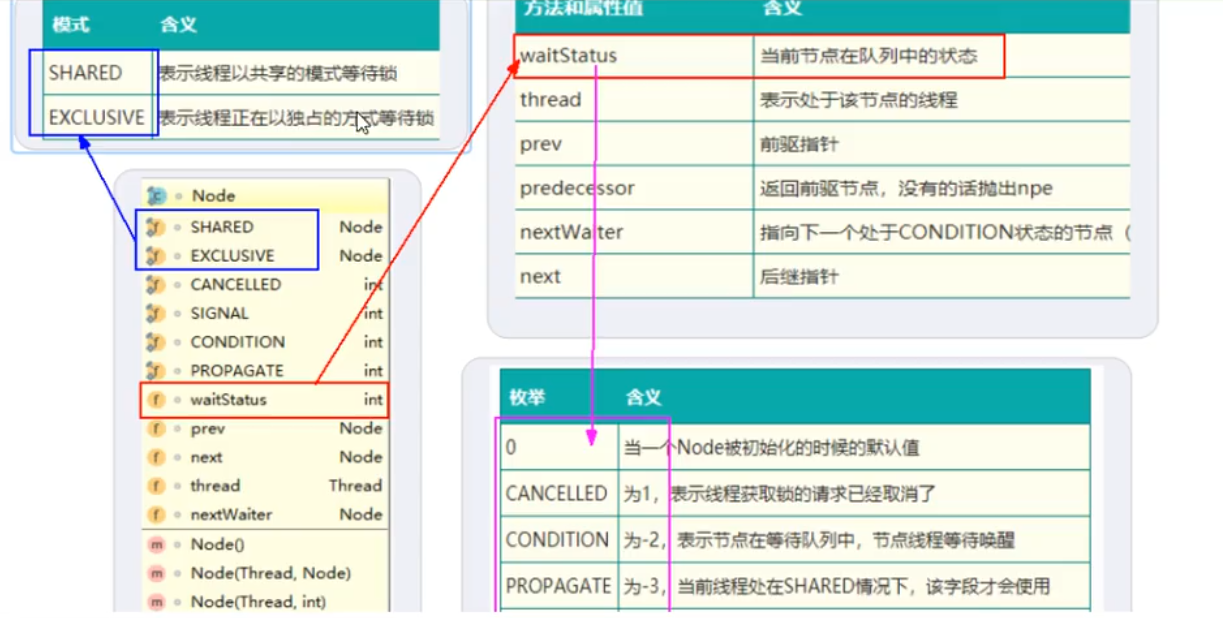 模式 含义
SHARED 表示线程以共享的模式等待锁
EXCLUSIVE 表示线程正在以独占的方式等待锁
方法和属性值 含义
waitStatus 当前节点在队列中的状态
thread 表示处于该节点的线程
prev 前驱指针
predecessor 返回前驱节点，没有的话抛出npe
nextWaiter 指向下一个处于CONDITION状态的节点（
next 后继指针
Node
SHARED Node
EXCLUSIVE Node
CANCELLED int
SIGNAL int
CONDITION int
PROPAGATE int
waitStatus int
prev Node
next Node
thread Thread
nextWaiter Node
Node()
Node(Thread, Node)
Node(Thread, int)
枚举 含义
0 当一个Node被初始化的时候的默认值
CANCELLED 为1，表示线程获取锁的请求已经取消了
CONDITION 为-2，表示节点在等待队列中，节点线程等待唤醒
PROPAGATE 为-3，当前线程处在SHARED情况下，该字段才会使用